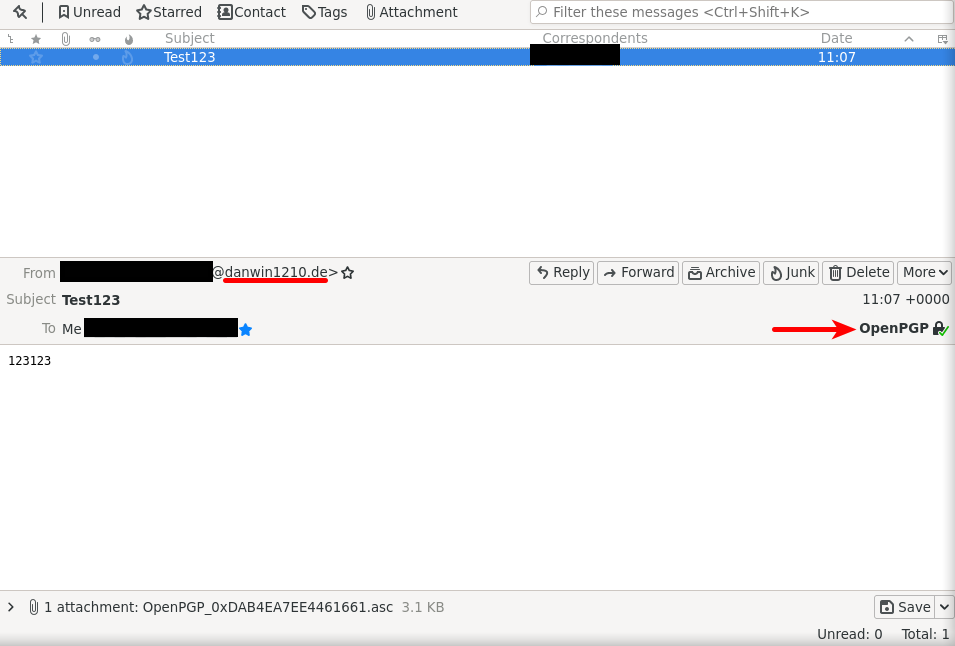 Unread Starred Contact Tags Attachment Filter these messages <Ctrl+Shift+K>
Subject Correspondents Date
Test123 11:07
From @danwin1210.de> Reply Forward Archive Junk Delete More
Subject Test123 11:07 +0000
To Me OpenPGP
123123
1 attachment: OpenPGP_0xDAB4EA7EE4461661.asc 3.1 KB Save
Unread: 0 Total: 1